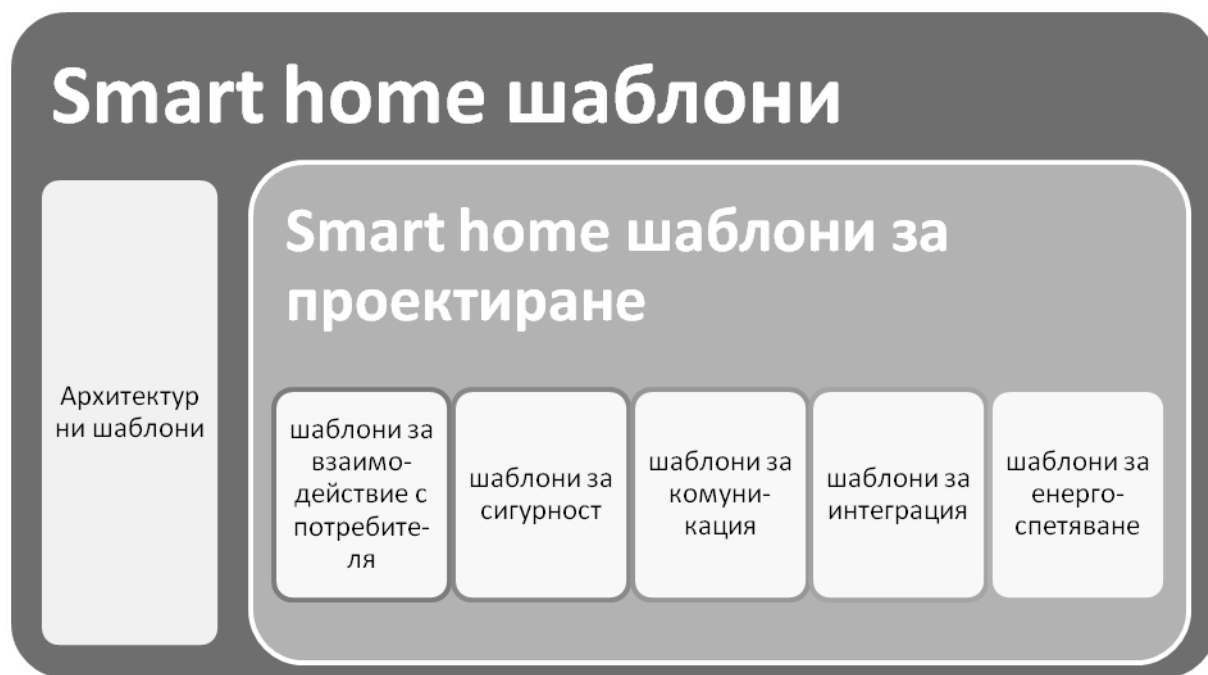 Smart home шаблони
Smart home шаблони за
проектиране
Архитектур
ни шаблони
шаблони за
взаимо-
действие с
потребите-
ля
шаблони за
сигурност
шаблони за
комуни-
кация
шаблони за
интеграция
шаблони за
енерго-
спетяване